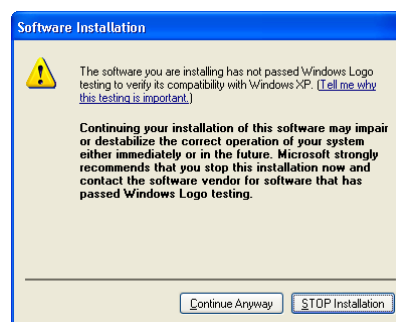 Software Installation
The software you are installing has not passed Windows Logo
testing to verify its compatibility with Windows XP. (Tell me why
this testing is important.)
Continuing your installation of this software may impair
or destabilize the correct operation of your system
either immediately or in the future. Microsoft strongly
recommends that you stop this installation now and
contact the software vendor for software that has
passed Windows Logo testing.
Continue Anyway
STOP Installation